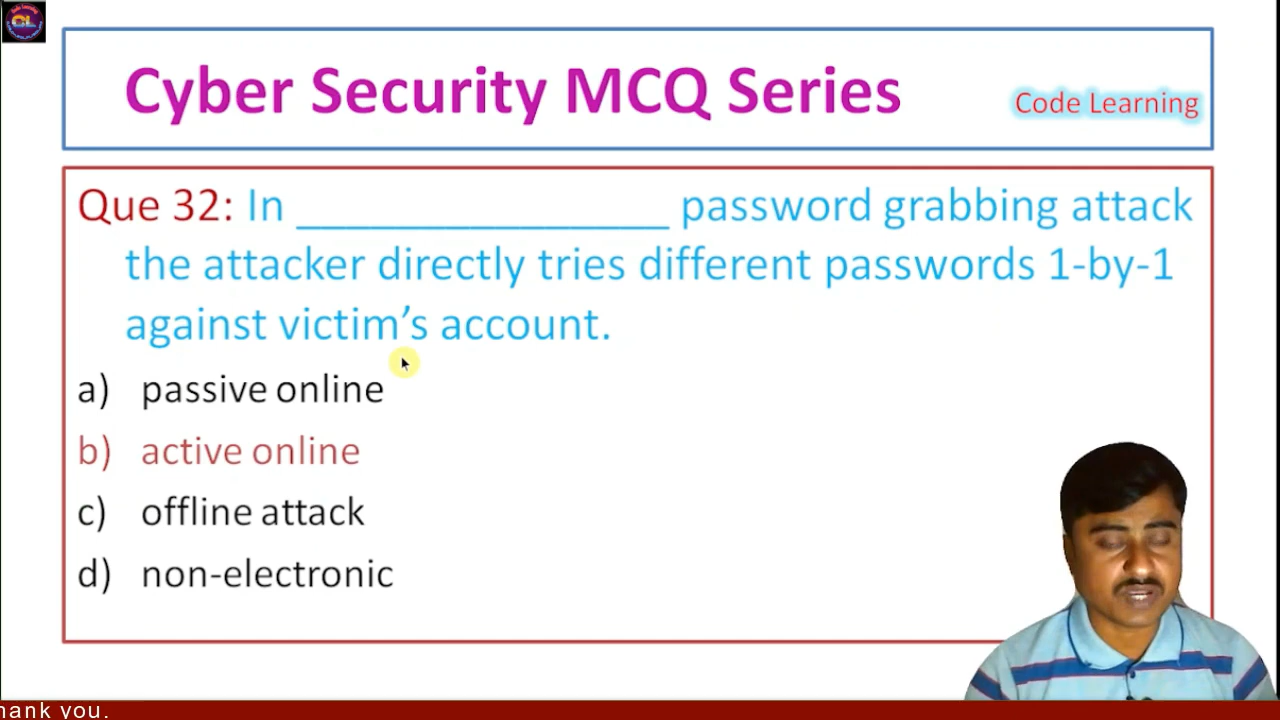 Cyber Security MCQ Series
Code Learning
Que 32: In ________________ password grabbing attack
the attacker directly tries different passwords 1-by-1
against victim’s account.
a) passive online
b) active online
c) offline attack
d) non-electronic
hank you.